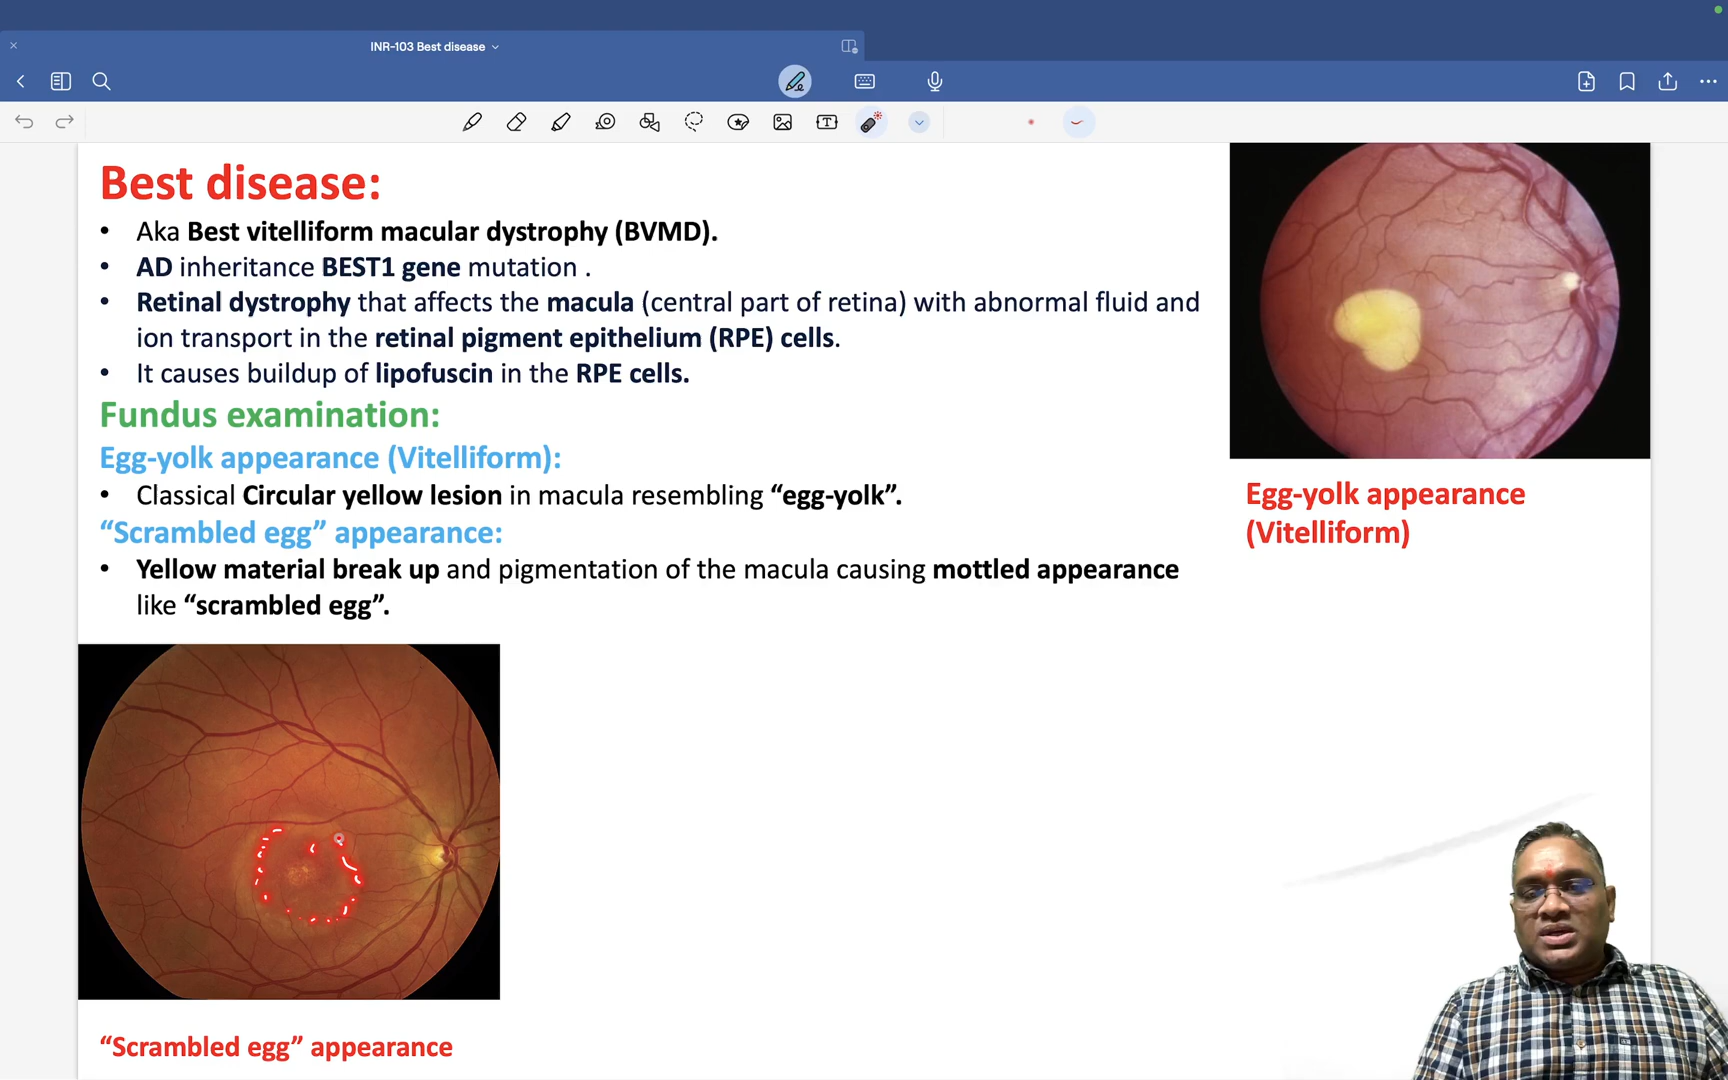 INR-103 Best disease
Best disease:
• Aka Best vitelliform macular dystrophy (BVMD).
• AD inheritance BEST1 gene mutation .
• Retinal dystrophy that affects the macula (central part of retina) with abnormal fluid and
ion transport in the retinal pigment epithelium (RPE) cells.
• It causes buildup of lipofuscin in the RPE cells.
Fundus examination:
Egg-yolk appearance (Vitelliform):
• Classical Circular yellow lesion in macula resembling “egg-yolk”.
“Scrambled egg” appearance:
• Yellow material break up and pigmentation of the macula causing mottled appearance
like “scrambled egg”.
Egg-yolk appearance
(Vitelliform)
“Scrambled egg” appearance